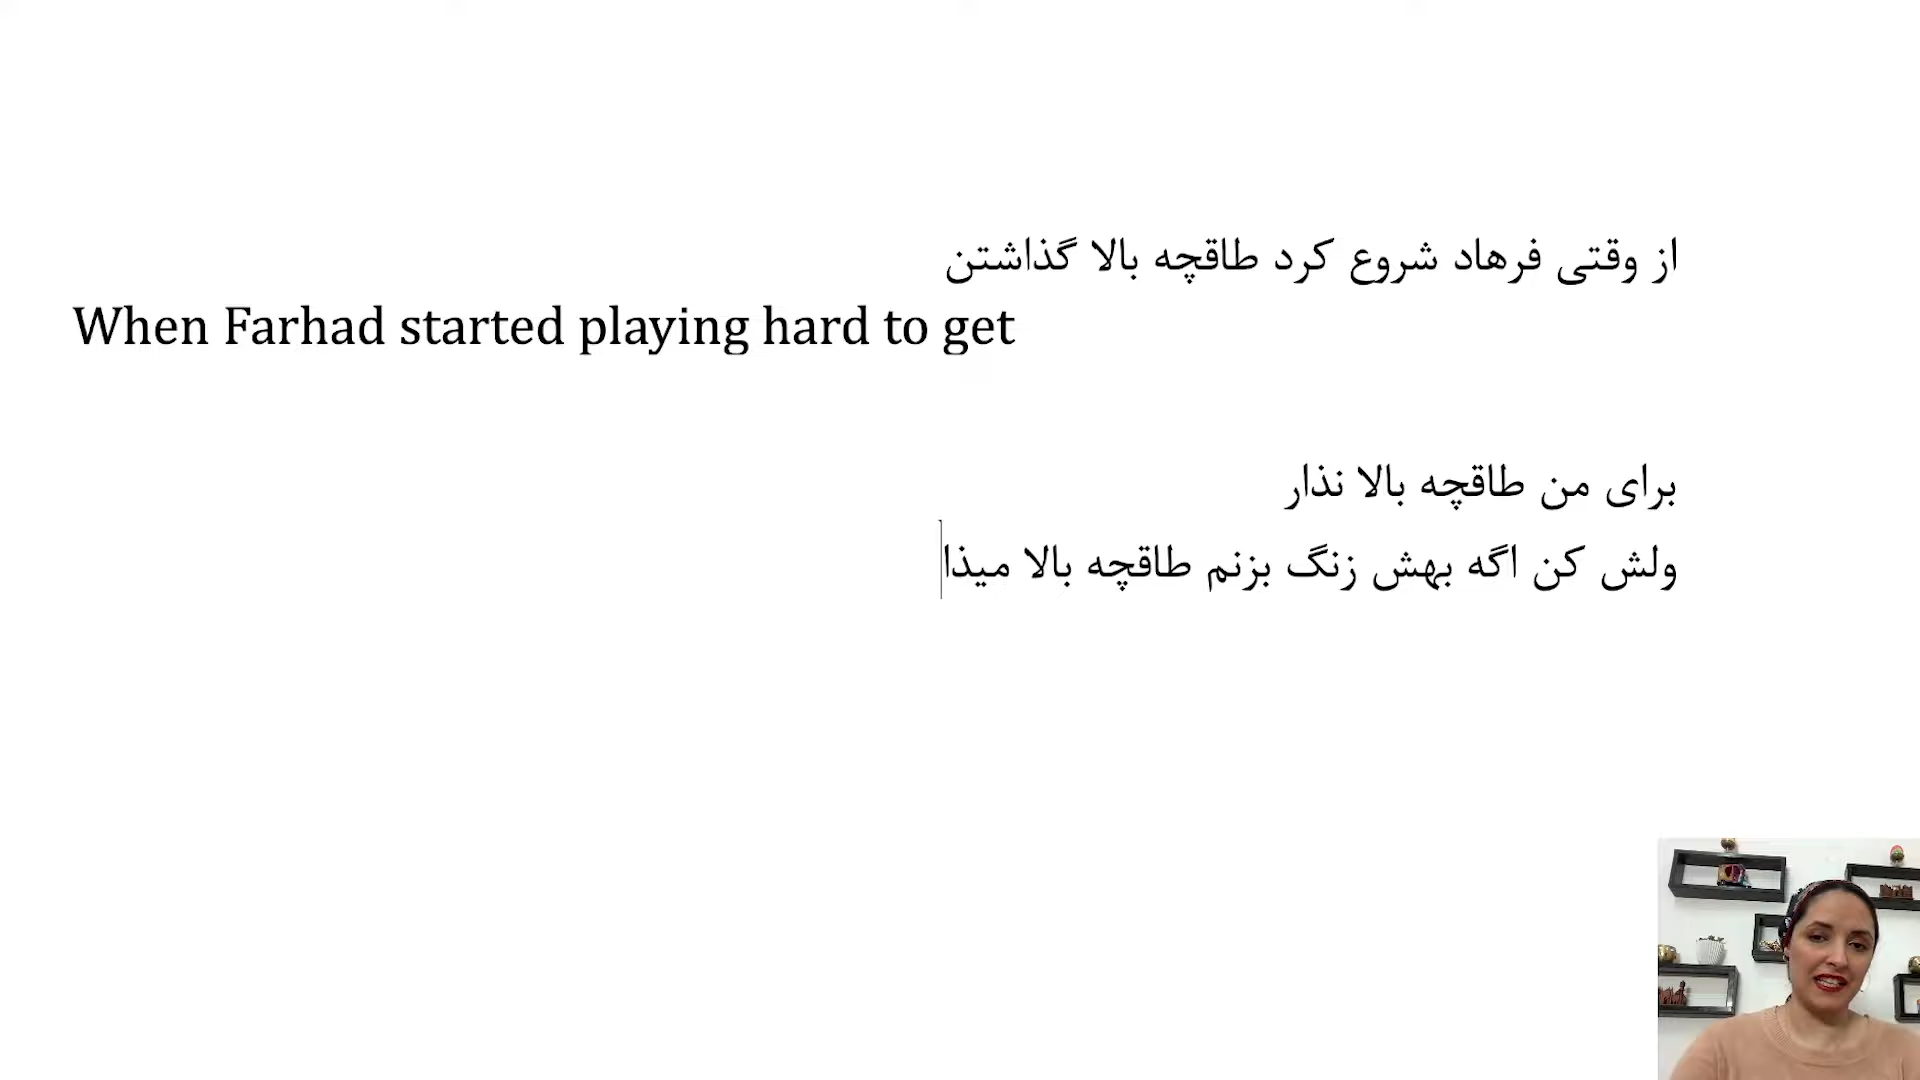 از وقتی فرهاد شروع کرد طاقچه بالا گذاشتن
When Farhad started playing hard to get
برای من طاقچه بالا نذار
ولش کن اگه بهش زنگ بزنم طاقچه بالا میذا